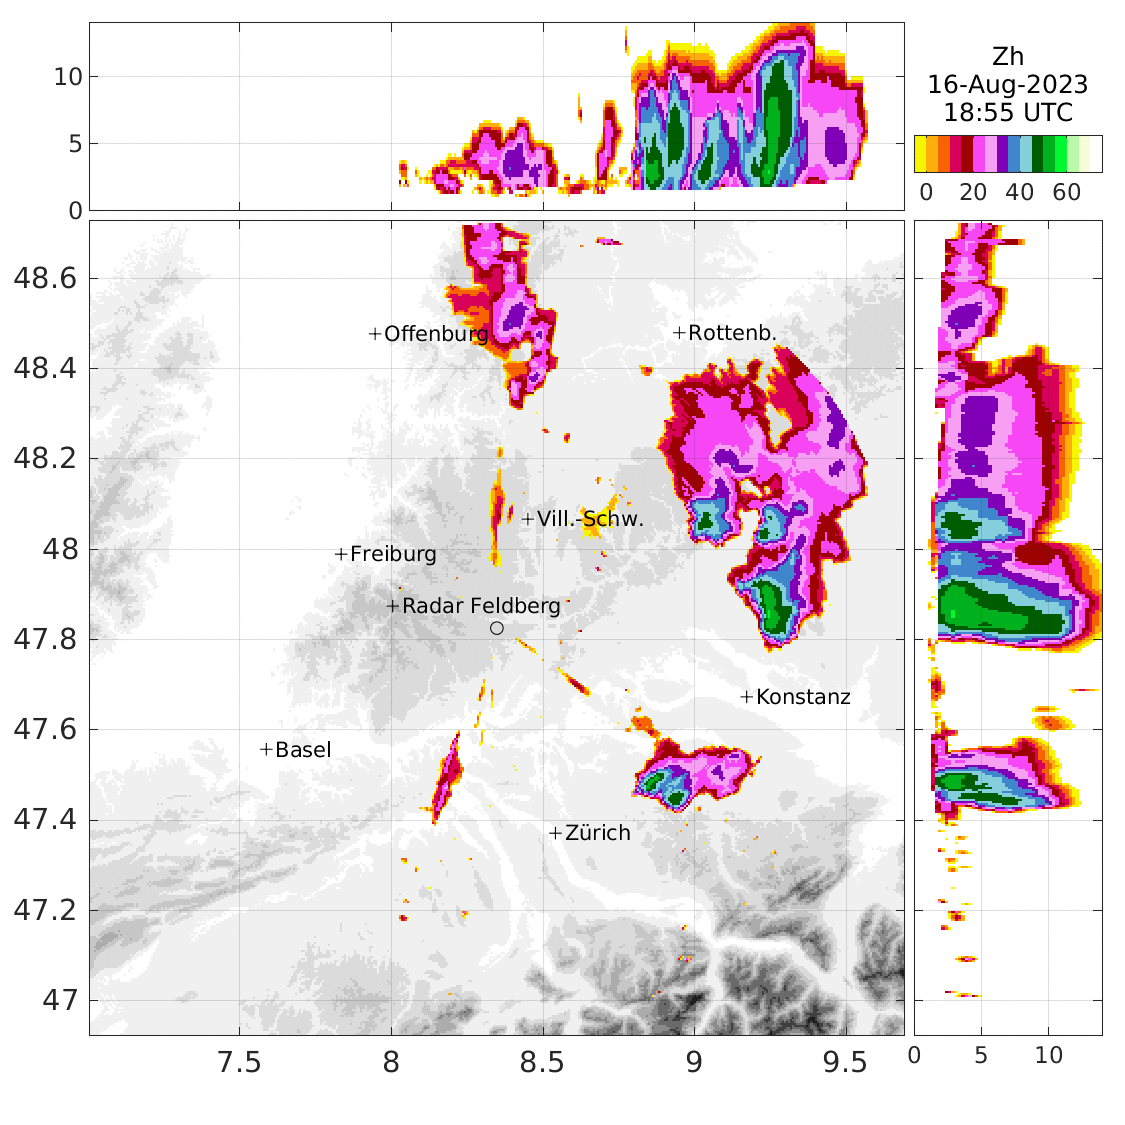 10
5
0
Zh
16-Aug-2023
18:55 UTC
0 20 40 60
48.6
48.4
48.2
48
47.8
47.6
47.4
47.2
47
+Offenburg
+Rottenb.
+Vill.-Schw.
+Freiburg
+Radar Feldberg
+Konstanz
+Basel
+Zürich
7.5 8 8.5 9 9.5
0 5 10